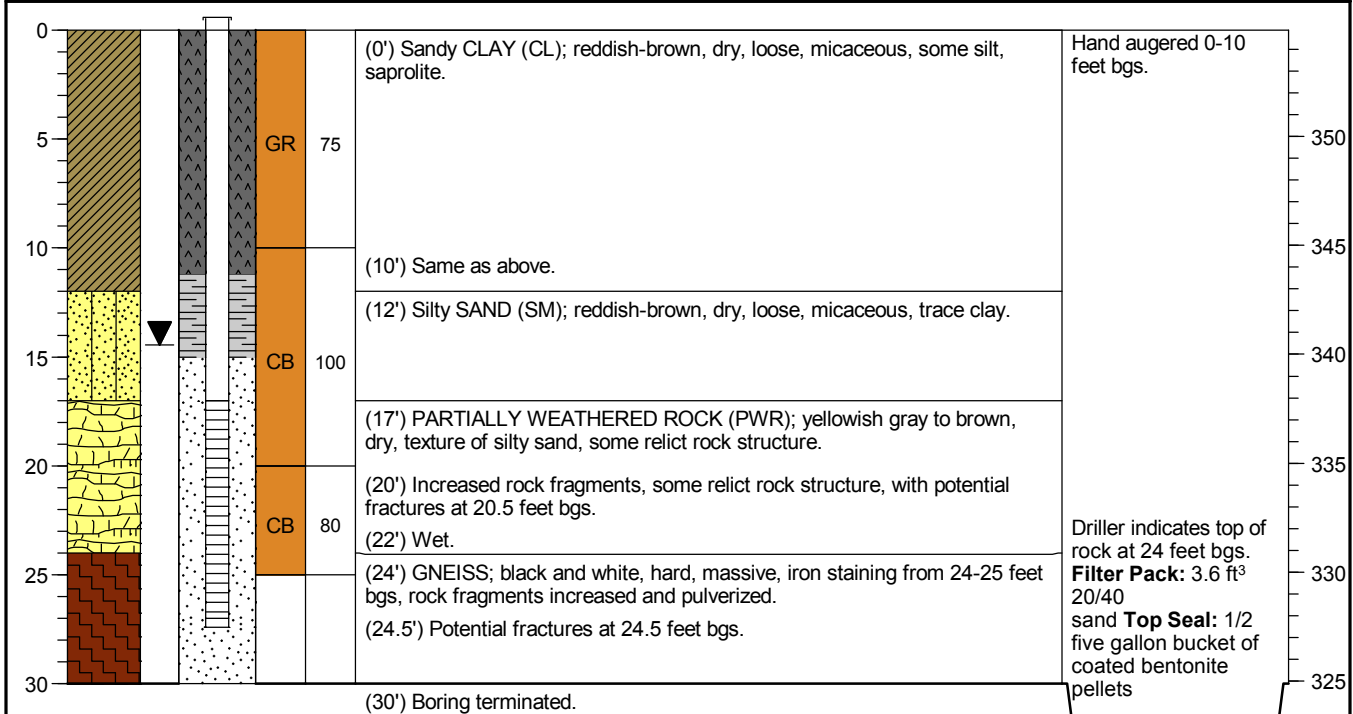 0
5
10
15
20
25
30
GR
75
CB
100
CB
80
(0') Sandy CLAY (CL); reddish-brown, dry, loose, micaceous, some silt,
saprolite.
(10') Same as above.
(12') Silty SAND (SM); reddish-brown, dry, loose, micaceous, trace clay.
(17') PARTIALLY WEATHERED ROCK (PWR); yellowish gray to brown,
dry, texture of silty sand, some relict rock structure.
(20') Increased rock fragments, some relict rock structure, with potential
fractures at 20.5 feet bgs.
(22') Wet.
(24') GNEISS; black and white, hard, massive, iron staining from 24-25 feet
bgs, rock fragments increased and pulverized.
(24.5') Potential fractures at 24.5 feet bgs.
(30') Boring terminated.
Hand augered 0-10
feet bgs.
Driller indicates top of
rock at 24 feet bgs.
Filter Pack: 3.6 ft³
20/40
sand Top Seal: 1/2
five gallon bucket of
coated bentonite
pellets
350
345
340
335
330
325